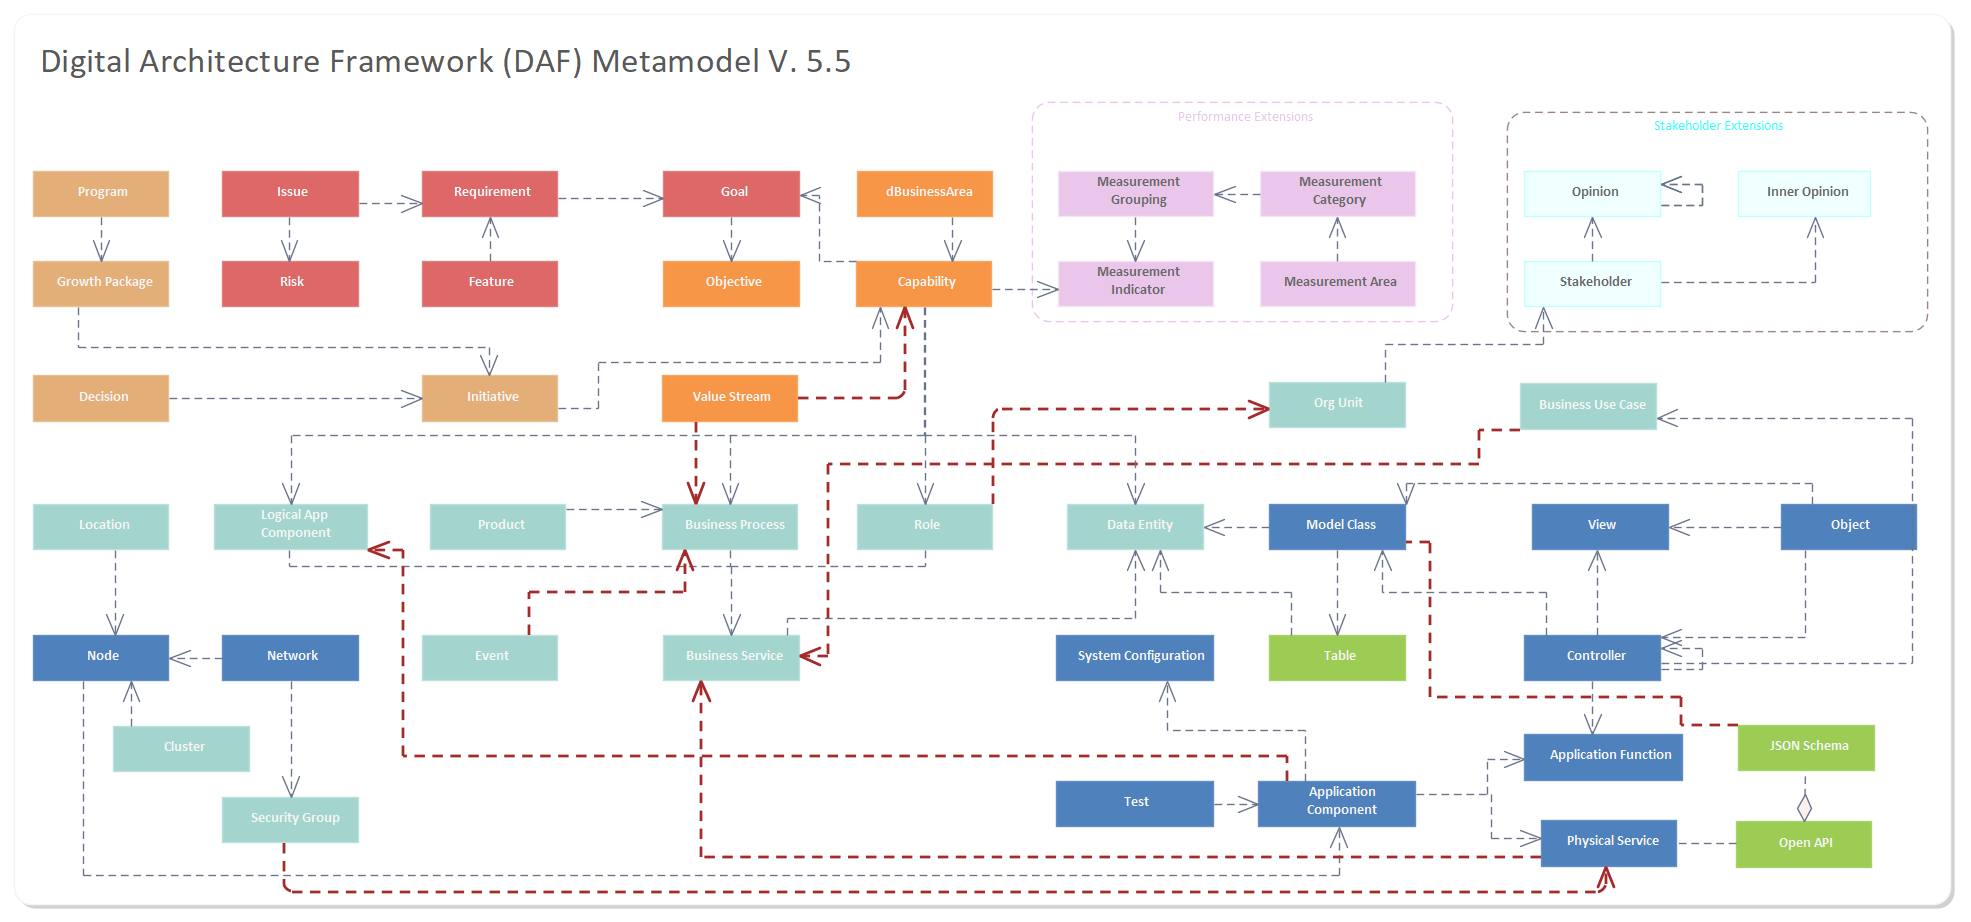 Digital Architecture Framework (DAF) Metamodel V. 5.5
Performance Extensions
Stakeholder Extensions
Program
Issue
Requirement
Goal
dBusinessArea
Measurement
Grouping
Measurement
Category
Opinion
Inner Opinion
Growth Package
Risk
Feature
Objective
Capability
Measurement
Indicator
Measurement Area
Stakeholder
Decision
Initiative
Value Stream
Org Unit
Business Use Case
Location
Logical App
Component
Product
Business Process
Role
Data Entity
Model Class
View
Object
Node
Network
Event
Business Service
System Configuration
Table
Controller
Cluster
Application Function
JSON Schema
Security Group
Test
Application
Component
Physical Service
Open API